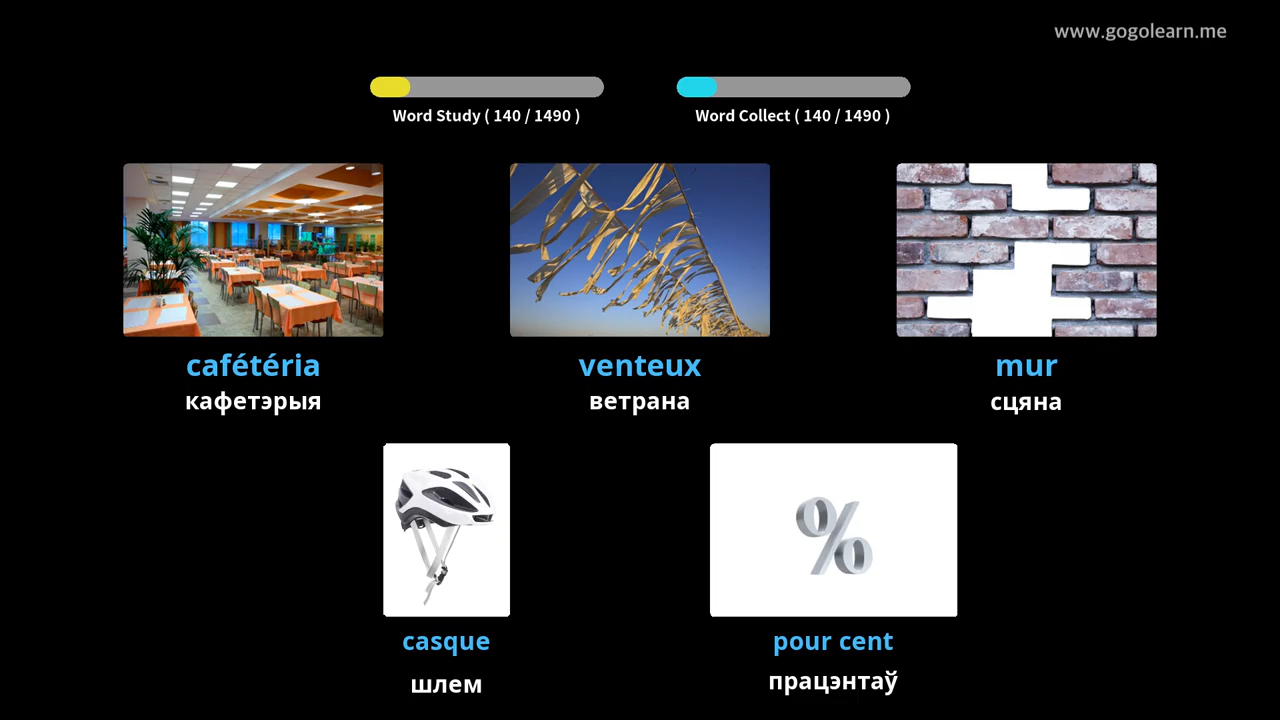 www.gogolearn.me
Word Study ( 140 / 1490 )
Word Collect ( 140 / 1490 )
cafétéria
кафетэрыя
venteux
ветрана
mur
сцяна
casque
шлем
pour cent
працэнтаў